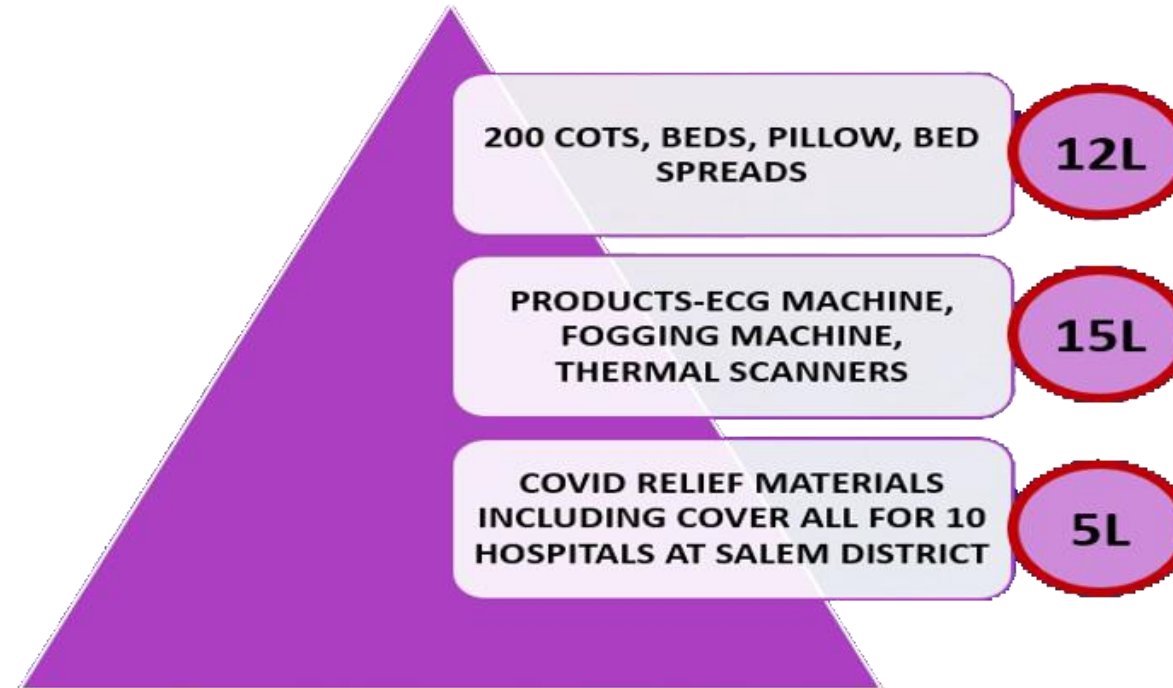 200 COTS, BEDS, PILLOW, BED
SPREADS
12L
PRODUCTS-ECG MACHINE,
FOGGING MACHINE,
THERMAL SCANNERS
15L
COVID RELIEF MATERIALS
INCLUDING COVER ALL FOR 10
HOSPITALS AT SALEM DISTRICT
5L